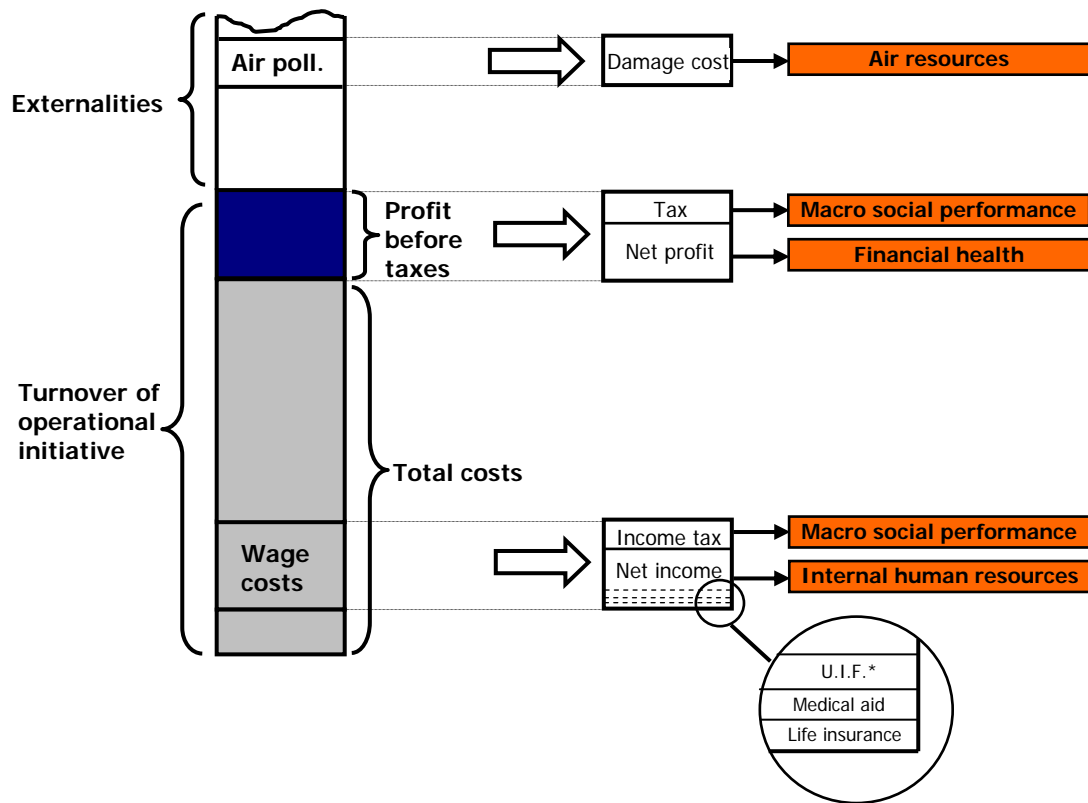 Air poll.
Damage cost
Air resources
Externalities
Profit
before
taxes
Tax
Net profit
Macro social performance
Financial health
Turnover of
operational
initiative
Total costs
Wage
costs
Income tax
Net income
Macro social performance
Internal human resources
U.I.F.*
Medical aid
Life insurance